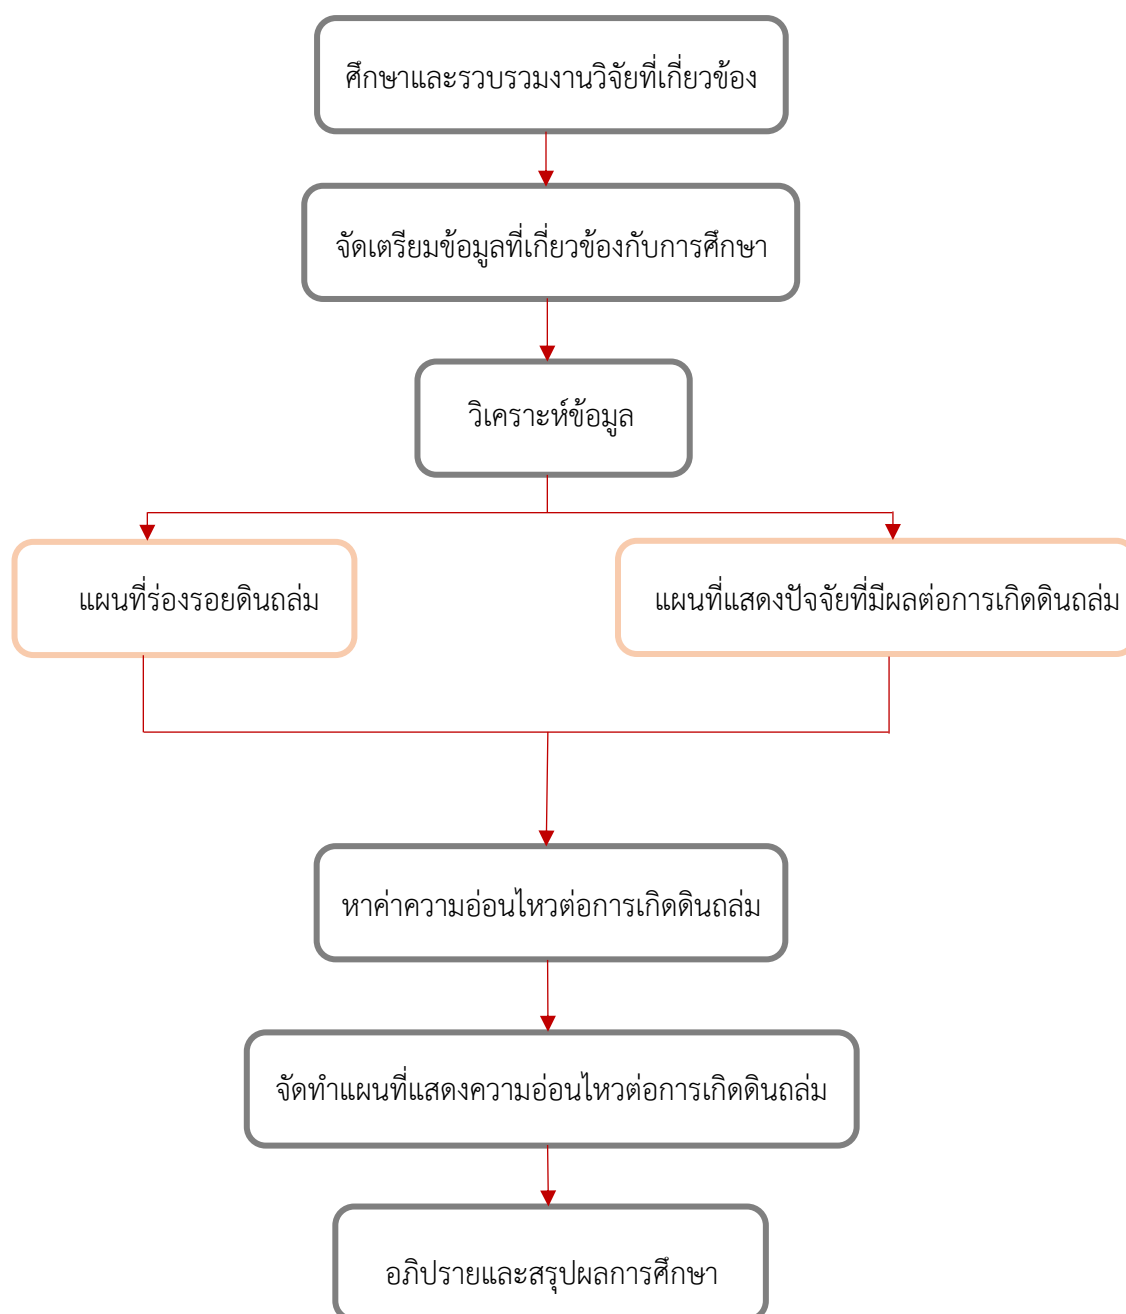 ศึกษาและรวบรวมงานวิจัยที่เกี่ยวข้อง
จัดเตรียมข้อมูลที่เกี่ยวข้องกับการศึกษา
วิเคราะห์ข้อมูล
แผนที่ร่องรอยดินถล่ม
แผนที่แสดงปัจจัยที่มีผลต่อการเกิดดินถล่ม
หาค่าความอ่อนไหวต่อการเกิดดินถล่ม
จัดทำแผนที่แสดงความอ่อนไหวต่อการเกิดดินถล่ม
อภิปรายและสรุปผลการศึกษา